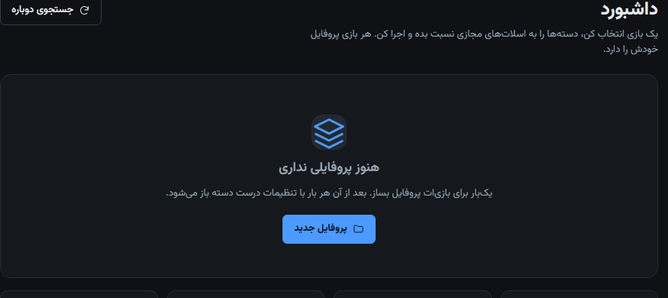 داشبورد
جستجوی دوباره
یک بازی انتخاب کن، دسته‌ها را به اسلات‌های مجازی نسبت بده و اجرا کن. هر بازی پروفایل
خودش را دارد.
هنوز پروفایلی نداری
یک‌بار برای بازی‌ات پروفایل بساز. بعد از آن هر بار با تنظیمات درست دسته باز می‌شود.
پروفایل جدید